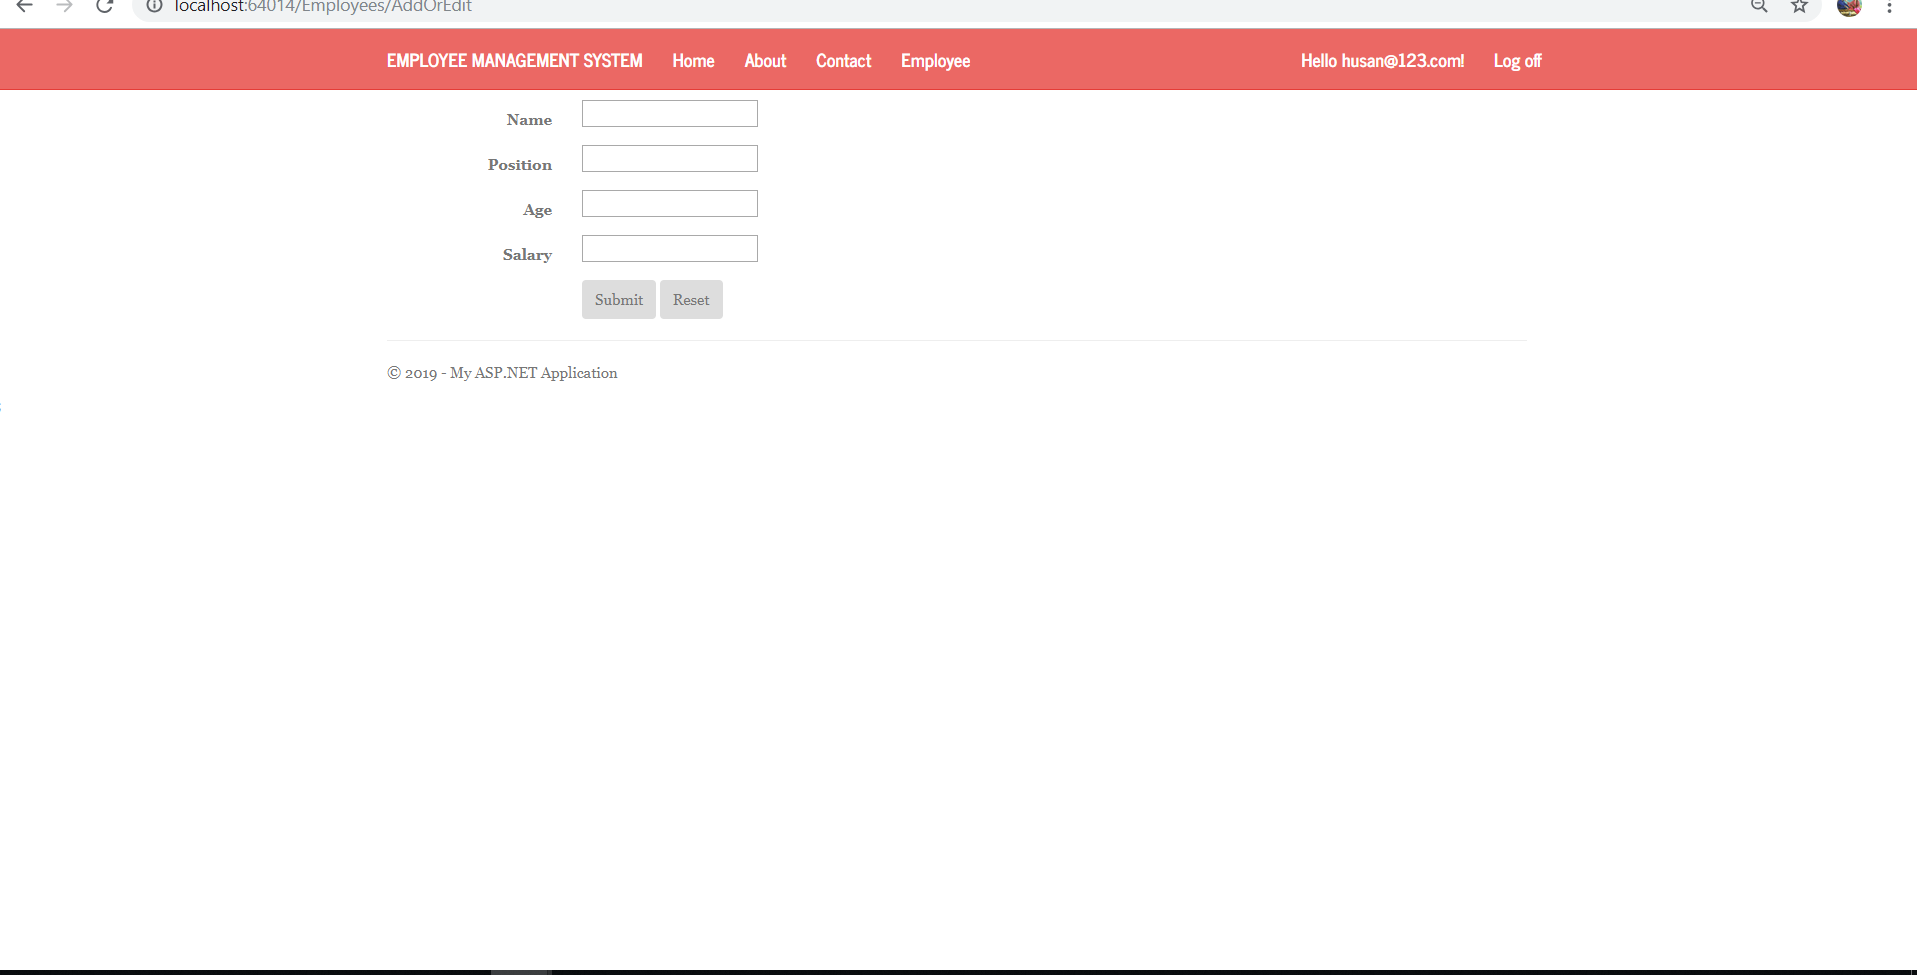 localhost:64014/Employees/AddOrEdit
EMPLOYEE MANAGEMENT SYSTEM Home About Contact Employee Hello husan@123.com! Log off
Name
Position
Age
Salary
Submit Reset
© 2019 - My ASP.NET Application